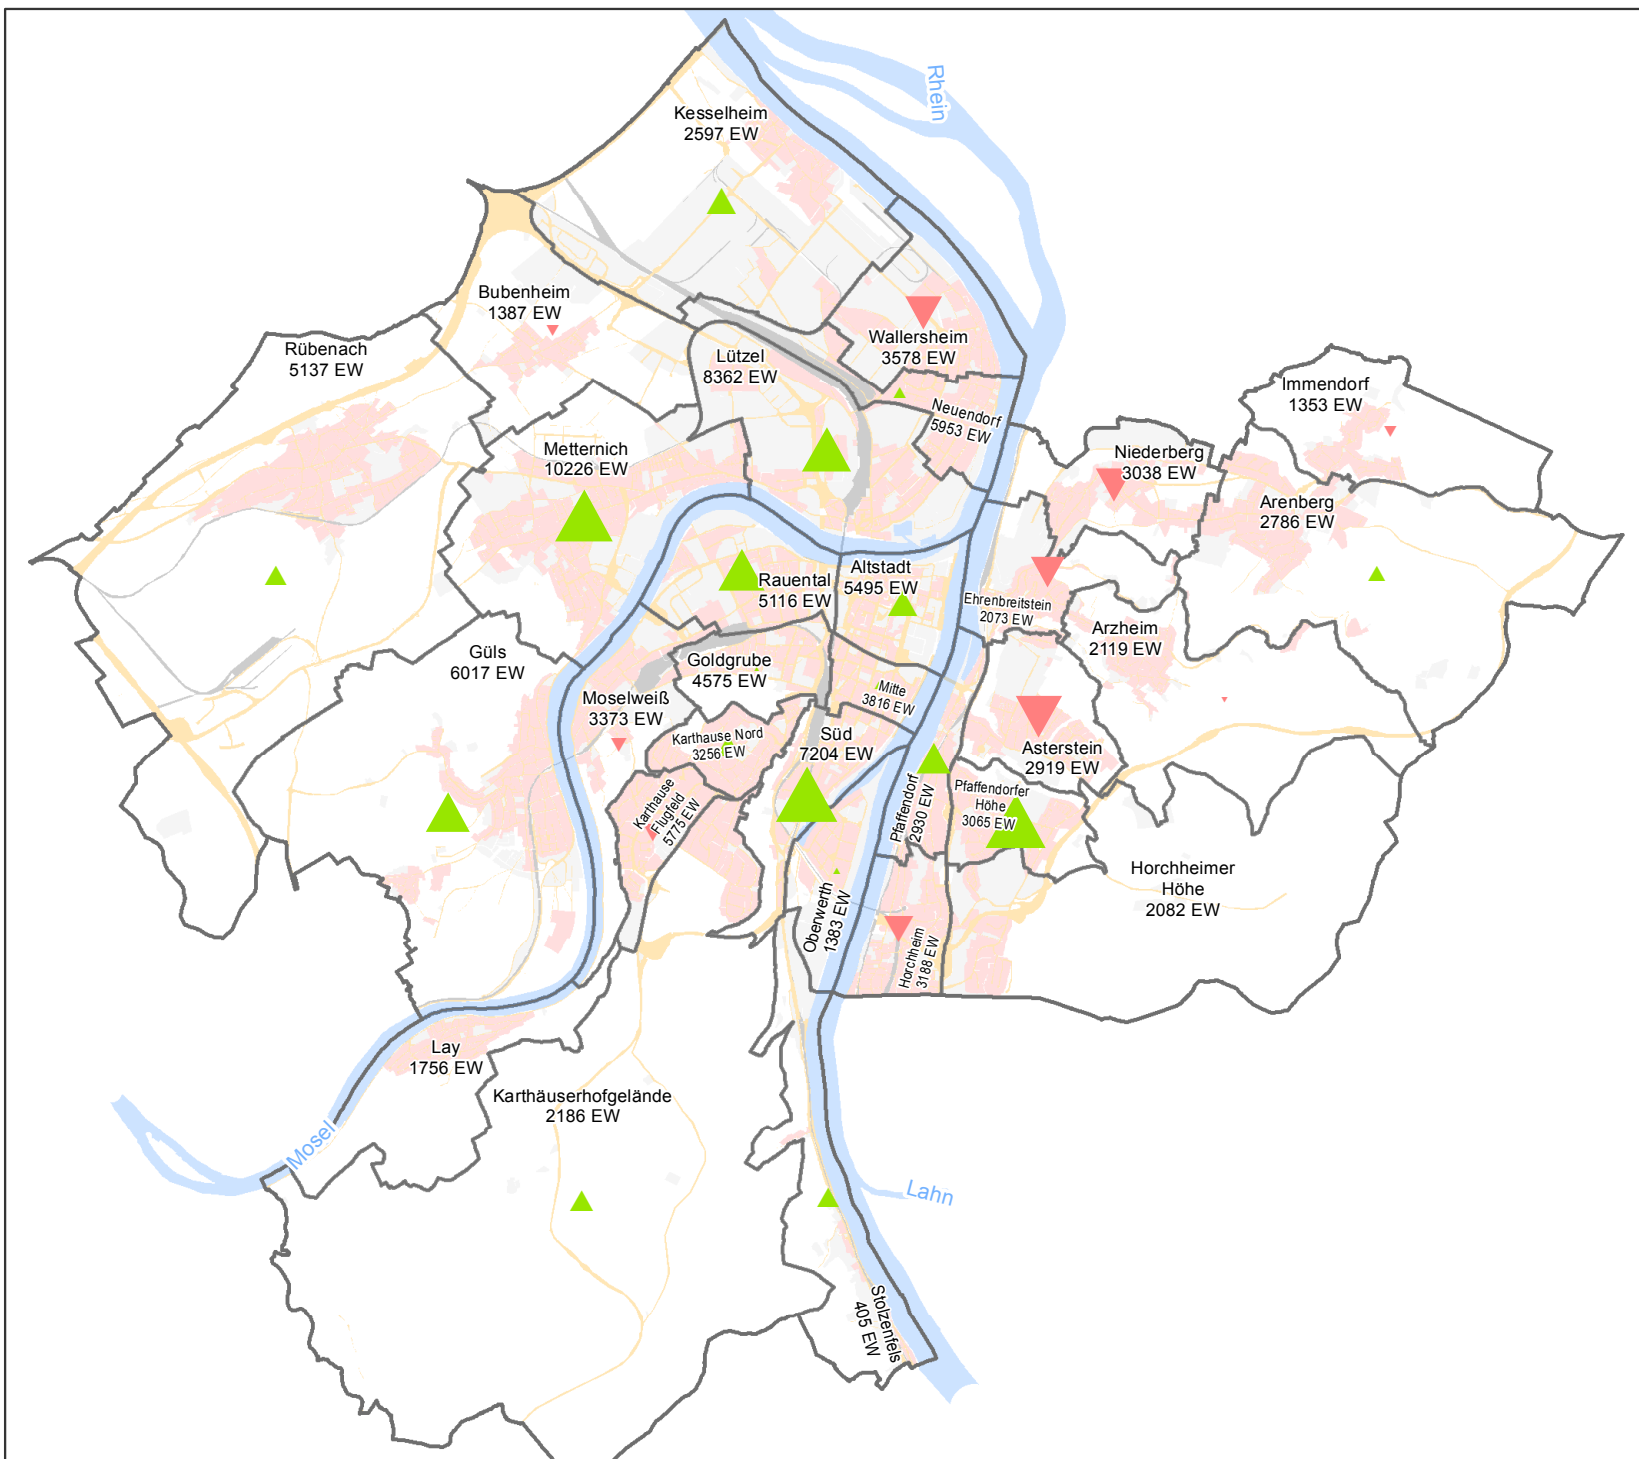 Rhein
Kesselheim
2597 EW
Bubenheim
1387 EW
Rübenach
5137 EW
Wallersheim
3578 EW
Lützel
8362 EW
Neuendorf
5953 EW
Immendorf
1353 EW
Metternich
10226 EW
Niederberg
3038 EW
Arenberg
2786 EW
Rauental
5116 EW
Altstadt
5495 EW
Ehrenbreitstein
2073 EW
Arzheim
2119 EW
Güls
6017 EW
Goldgrube
4575 EW
Moselweiß
3373 EW
Mitte
3816 EW
Karthause Nord
3256 EW
Süd
7204 EW
Asterstein
2919 EW
Karthause
Flugfeld
5775 EW
Pfaffendorf
2930 EW
Pfaffendorfer
Höhe
3065 EW
Horchheimer
Höhe
2082 EW
Oberwerth
1383 EW
Horchheim
3188 EW
Lay
1756 EW
Karthäuserhofgelände
2186 EW
Mosel
Lahn
Stolzenfels
405 EW